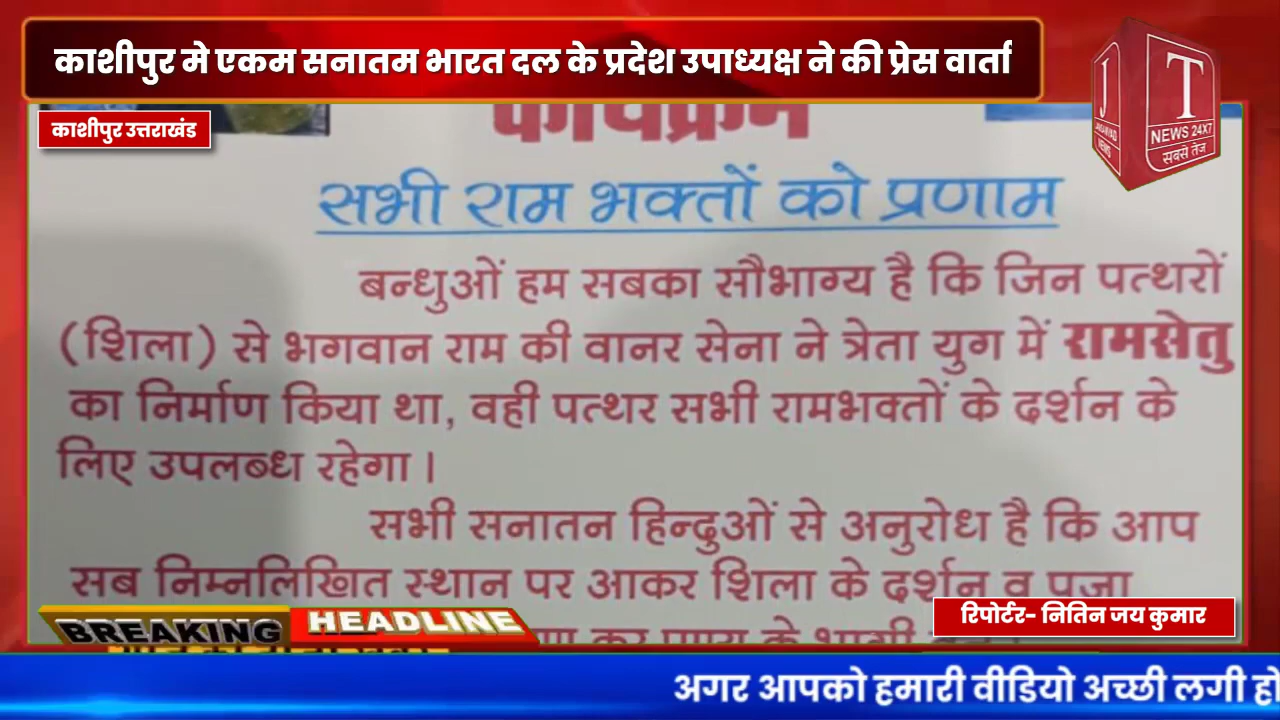 काशीपुर मे एकम सनातम भारत दल के प्रदेश उपाध्यक्ष ने की प्रेस वार्ता
काशीपुर उत्तराखंड
J
NEWS
T
NEWS 24X7
सबसे तेज
सभी राम भक्तों को प्रणाम
बन्धुओं हम सबका सौभाग्य है कि जिन पत्थरों
(शिला) से भगवान राम की वानर सेना ने त्रेता युग में रामसेतु
का निर्माण किया था, वही पत्थर सभी रामभक्तों के दर्शन के
लिए उपलब्ध रहेगा।
सभी सनातन हिन्दुओं से अनुरोध है कि आप
सब निम्नलिखित स्थान पर आकर शिला के दर्शन व पूजा
रिपोर्टर- नितिन जय कुमार
BREAKING HEADLINE
अगर आपको हमारी वीडियो अच्छी लगी हो